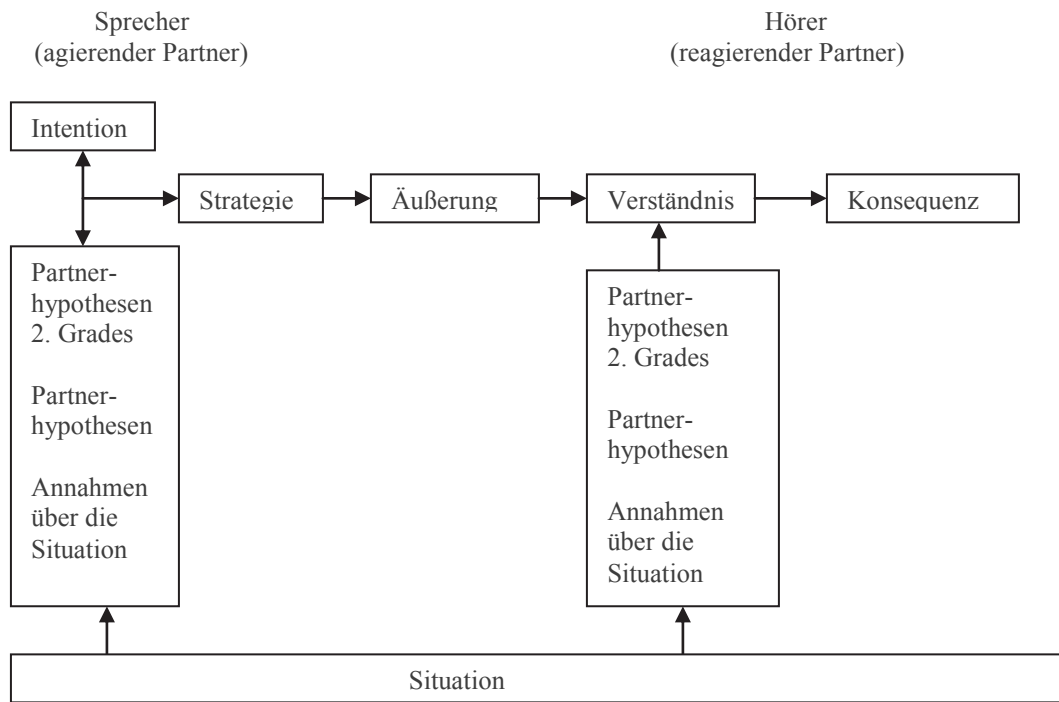 Sprecher
(agierender Partner)
Hörer
(reagierender Partner)
Intention
Strategie
Äußerung
Verständnis
Konsequenz
Partner-
hypothesen
2. Grades
Partner-
hypothesen
Annahmen
über die
Situation
Partner-
hypothesen
2. Grades
Partner-
hypothesen
Annahmen
über die
Situation
Situation